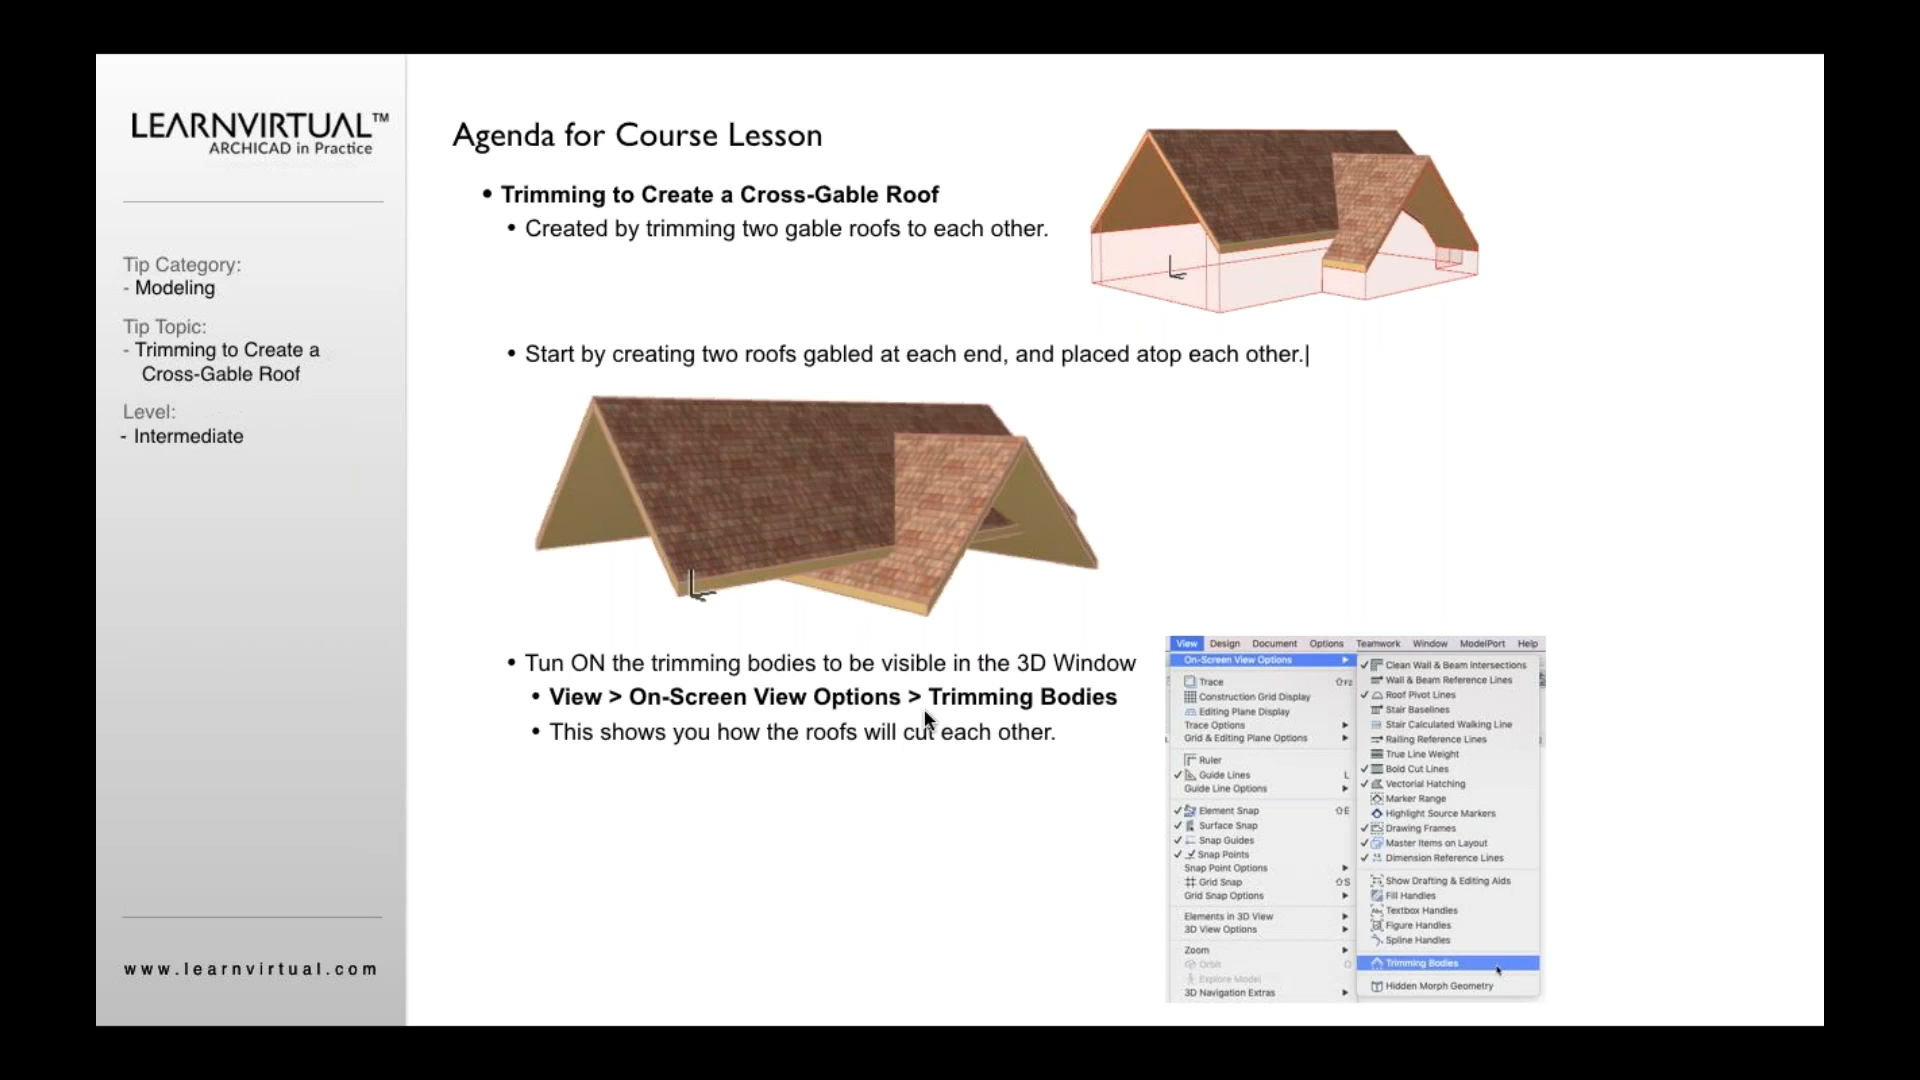 LEARNVIRTUAL™
ARCHICAD in Practice
Tip Category:
- Modeling
Tip Topic:
- Trimming to Create a
Cross-Gable Roof
Level:
- Intermediate
www.learnvirtual.com
Agenda for Course Lesson
• Trimming to Create a Cross-Gable Roof
• Created by trimming two gable roofs to each other.
• Start by creating two roofs gabled at each end, and placed atop each other.
• Tun ON the trimming bodies to be visible in the 3D Window
• View > On-Screen View Options > Trimming Bodies
• This shows you how the roofs will cut each other.
View Design Document Options Teamwork Window ModelPort Help
On-Screen View Options
Trace ⇧F2
Construction Grid Display
Editing Plane Display
Trace Options
Grid & Editing Plane Options
Ruler
✓ Guide Lines L
Guide Line Options
✓ Element Snap ⇧E
✓ Surface Snap
✓ Snap Guides
✓ Snap Points
Snap Point Options
Grid Snap ⇧S
Grid Snap Options
Elements in 3D View
3D View Options
Zoom
Orbit O
Explore Model
3D Navigation Extras
✓ Clean Wall & Beam Intersections
Wall & Beam Reference Lines
✓ Roof Pivot Lines
Stair Baselines
Stair Calculated Walking Line
Railing Reference Lines
True Line Weight
✓ Bold Cut Lines
✓ Vectorial Hatching
Marker Range
Highlight Source Markers
✓ Drawing Frames
✓ Master Items on Layout
✓ Dimension Reference Lines
Show Drafting & Editing Aids
Fill Handles
Textbox Handles
Figure Handles
Spline Handles
Trimming Bodies
Hidden Morph Geometry